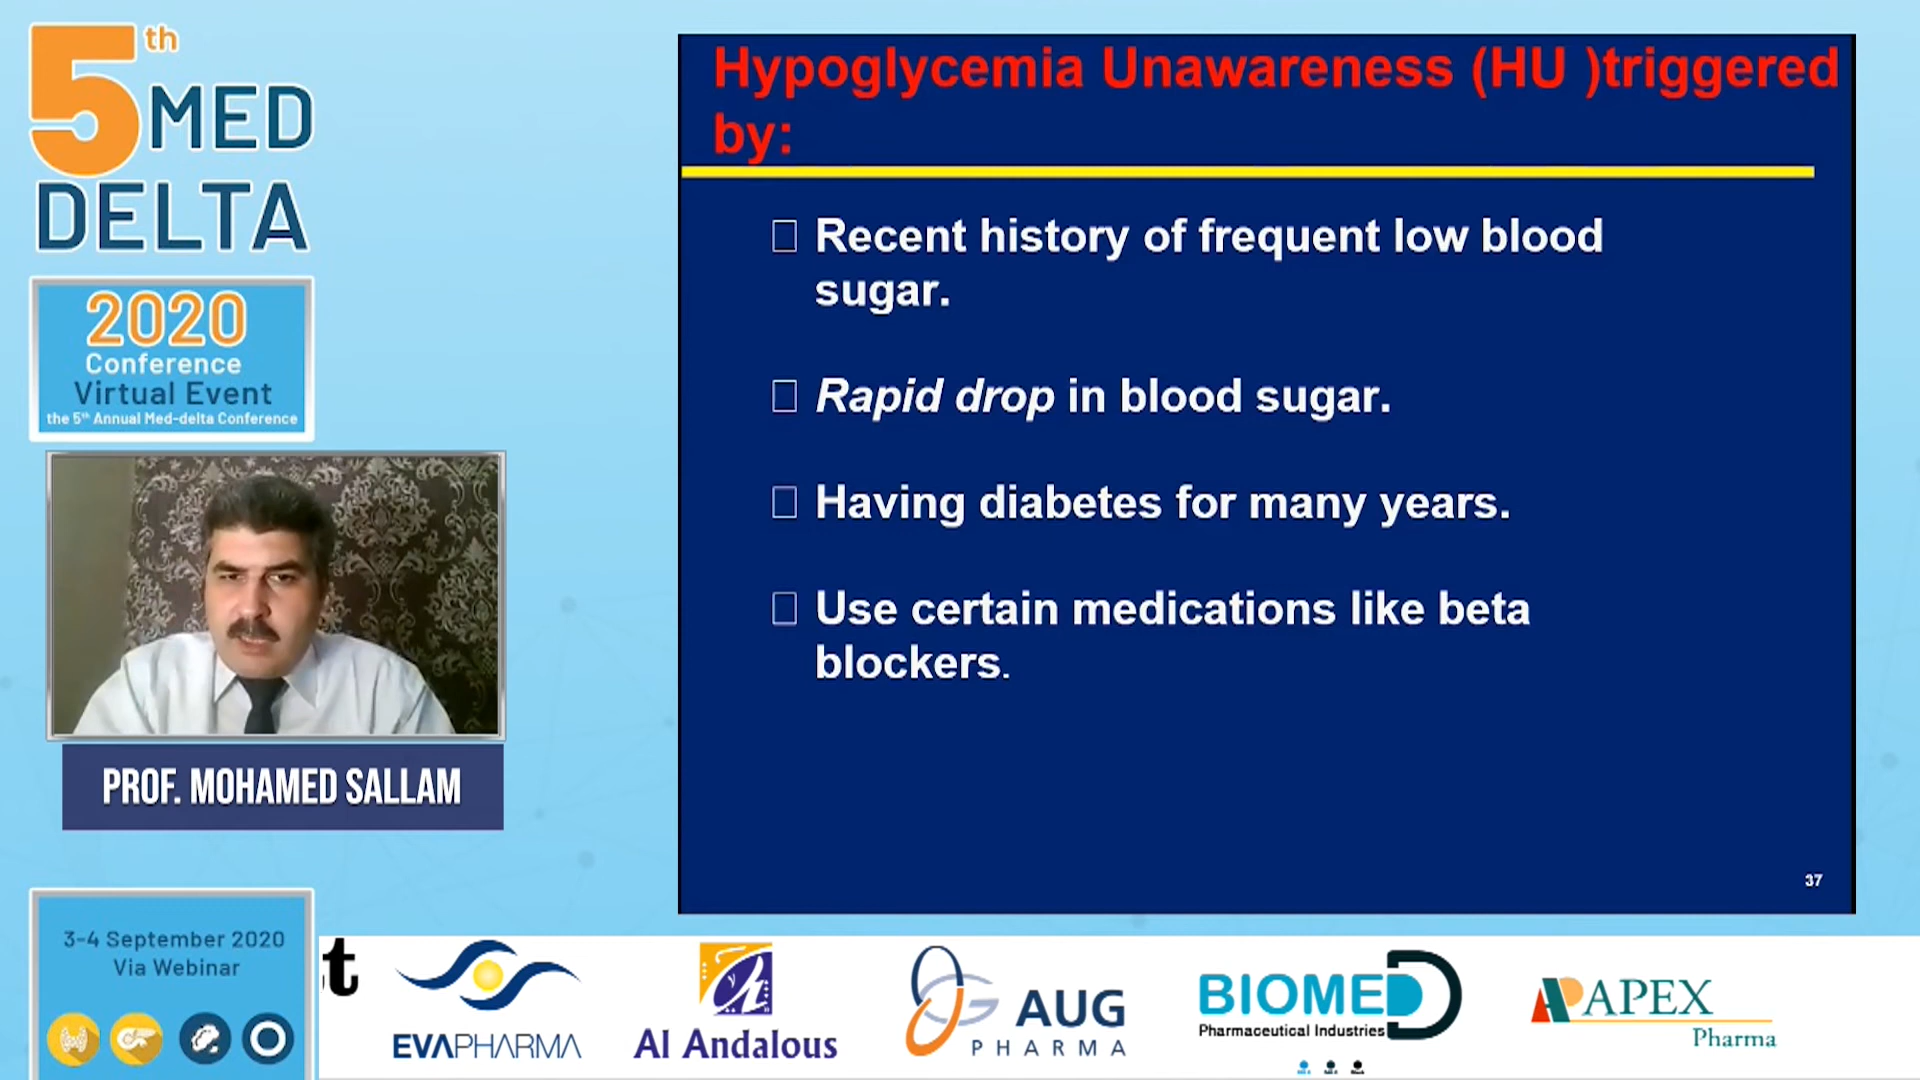 5th
MED
DELTA
2020
Conference
Virtual Event
the 5th Annual Med-delta Conference
PROF. MOHAMED SALLAM
3-4 September 2020
Via Webinar
Hypoglycemia Unawareness (HU )triggered
by:
Recent history of frequent low blood
sugar.
Rapid drop in blood sugar.
Having diabetes for many years.
Use certain medications like beta
blockers.
37
t
EVAPHARMA
Al Andalous
AUG
PHARMA
BIOMED
Pharmaceutical Industries
APEX
Pharma